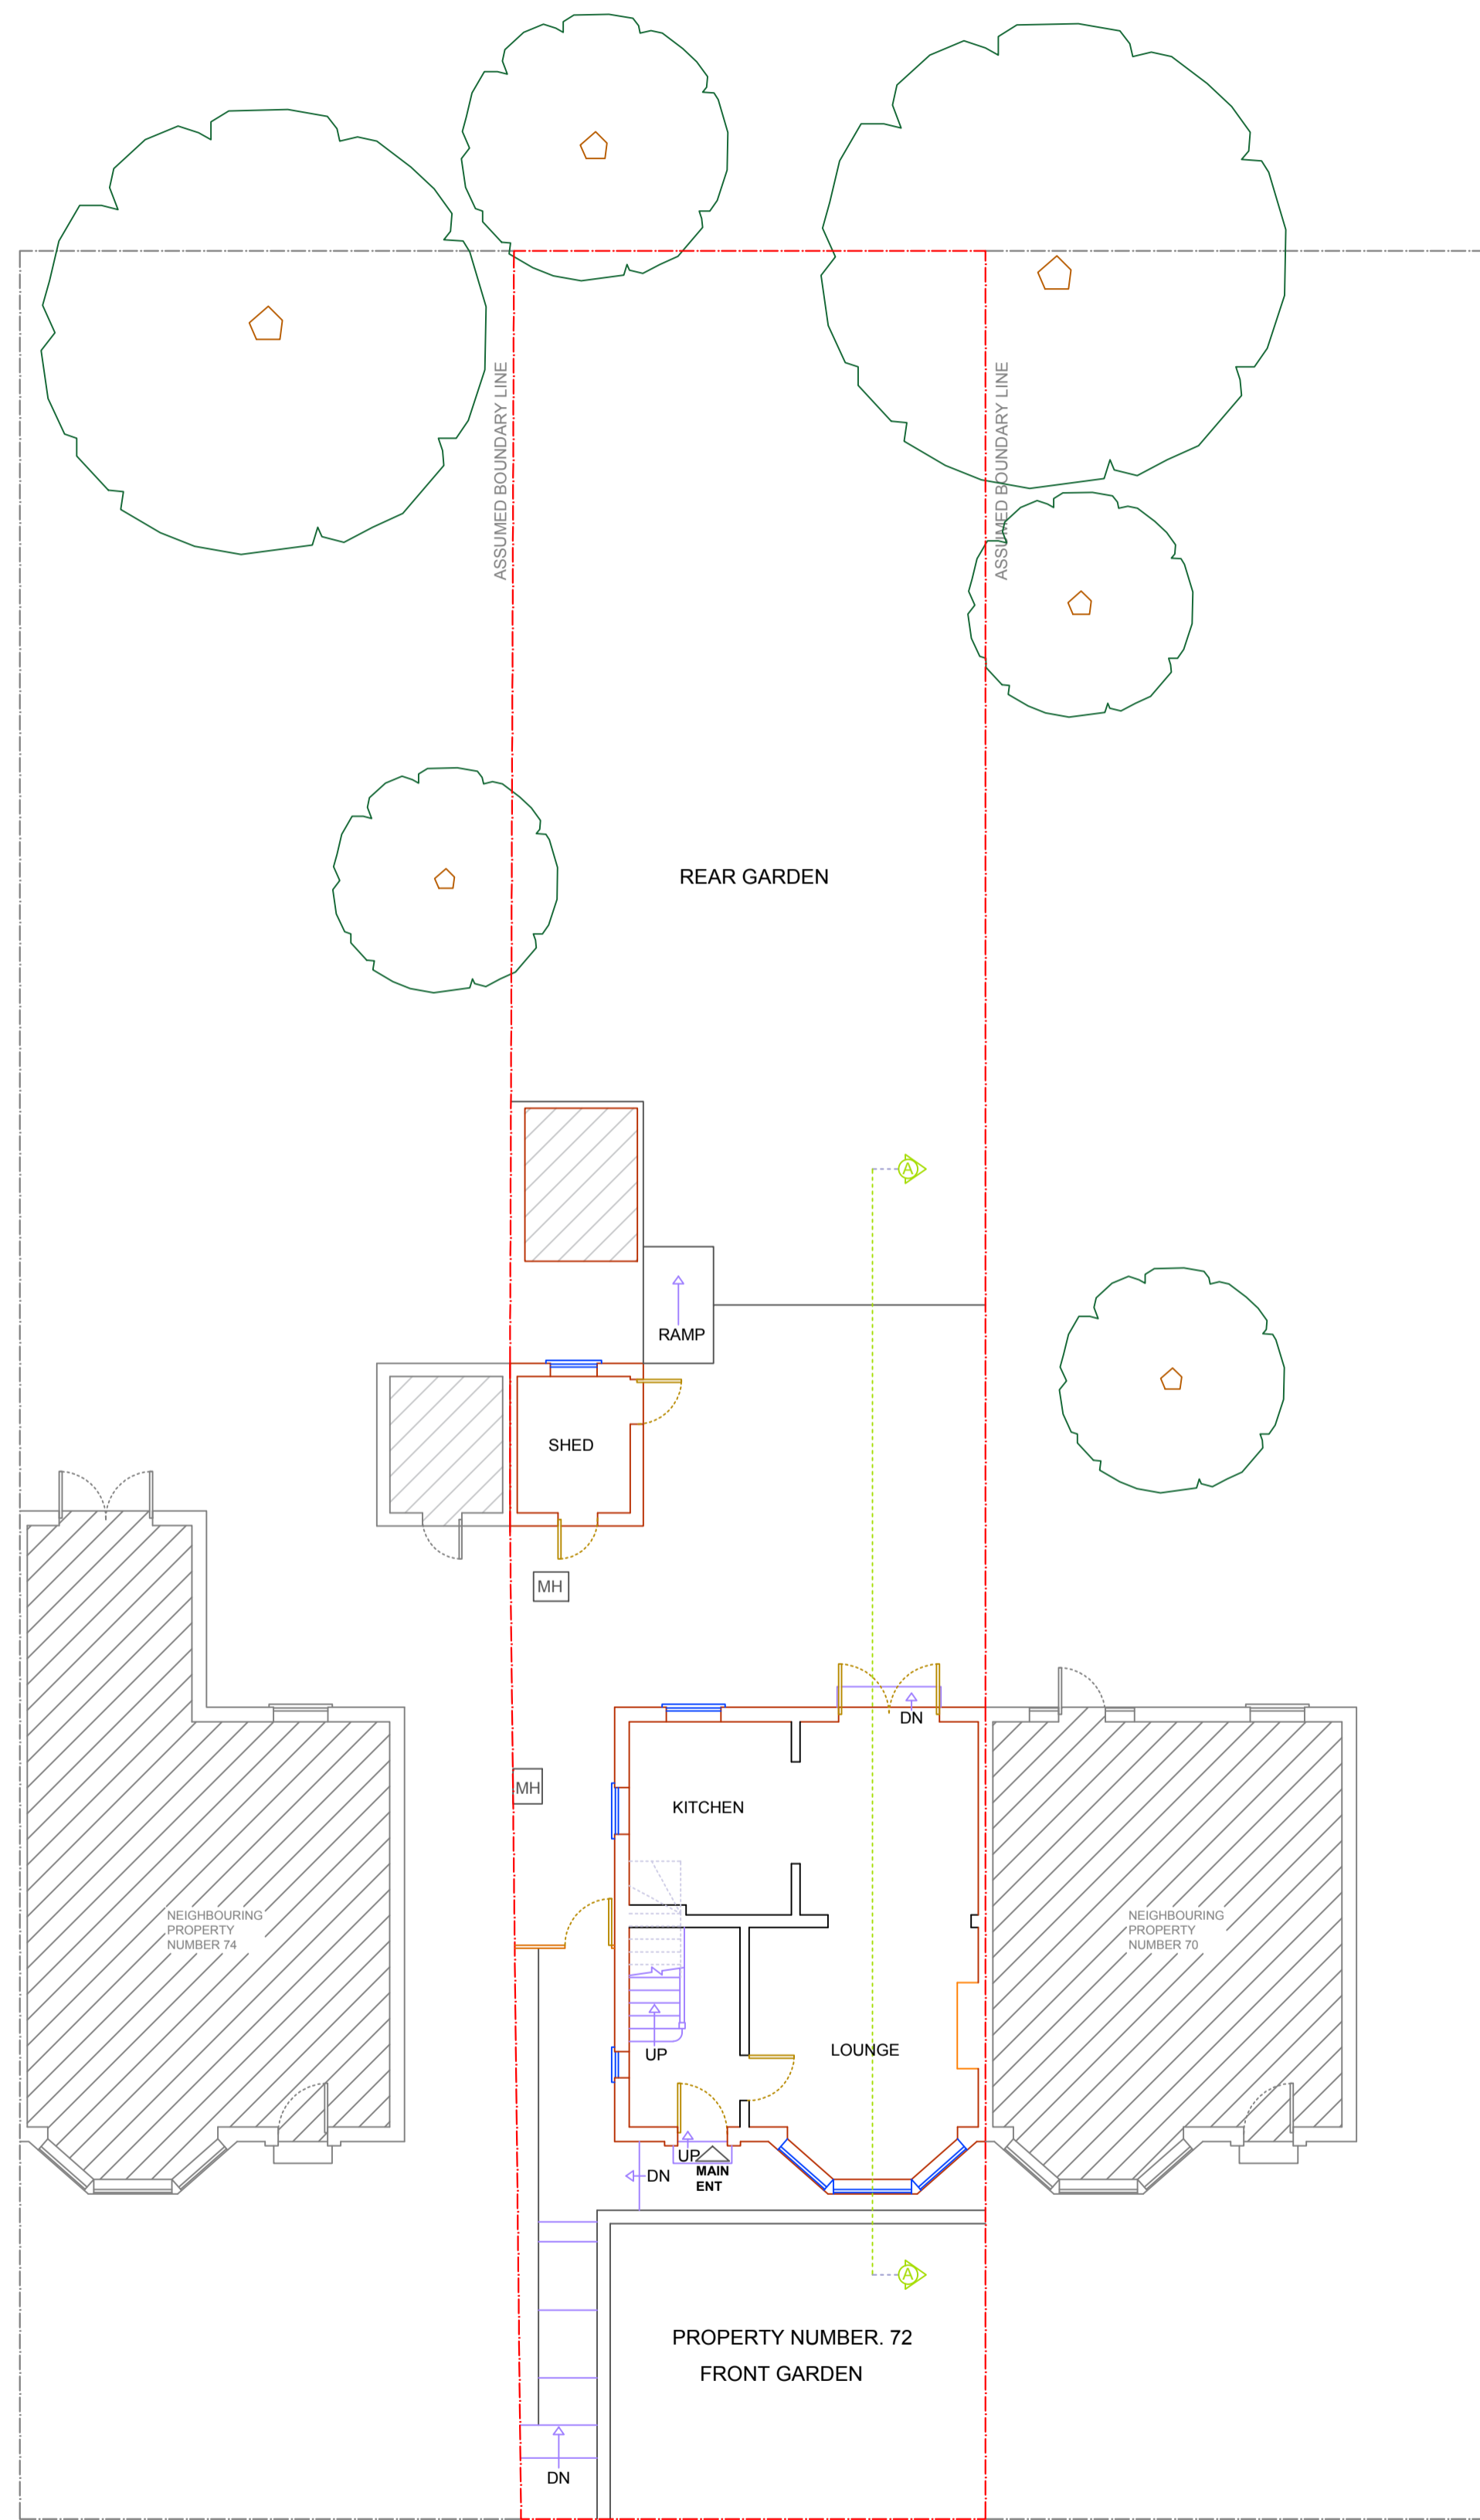 ASSUMED BOUNDARY LINE
ASSUMED BOUNDARY LINE
REAR GARDEN
A
RAMP
SHED
MH
DN
MH
KITCHEN
NEIGHBOURING
PROPERTY
NUMBER 74
NEIGHBOURING
PROPERTY
NUMBER 70
UP
LOUNGE
UP
MAIN
ENT
DN
A
PROPERTY NUMBER. 72
FRONT GARDEN
DN